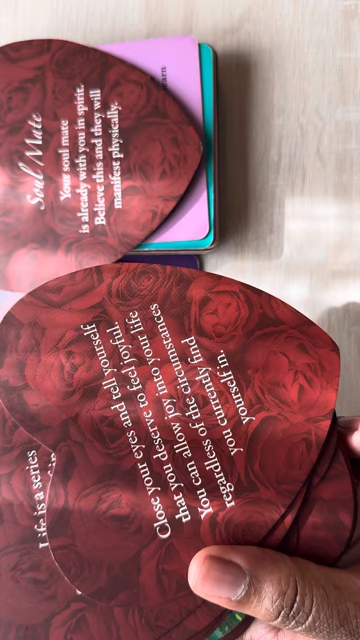 Soul Mate
Your soul mate
is already with you in spirit.
Believe this and they will
manifest physically.
Close your eyes and tell yourself
that you deserve to feel joyful.
You can allow joy into your life
regardless of the circumstances
you currently find
yourself in.
Life is a series